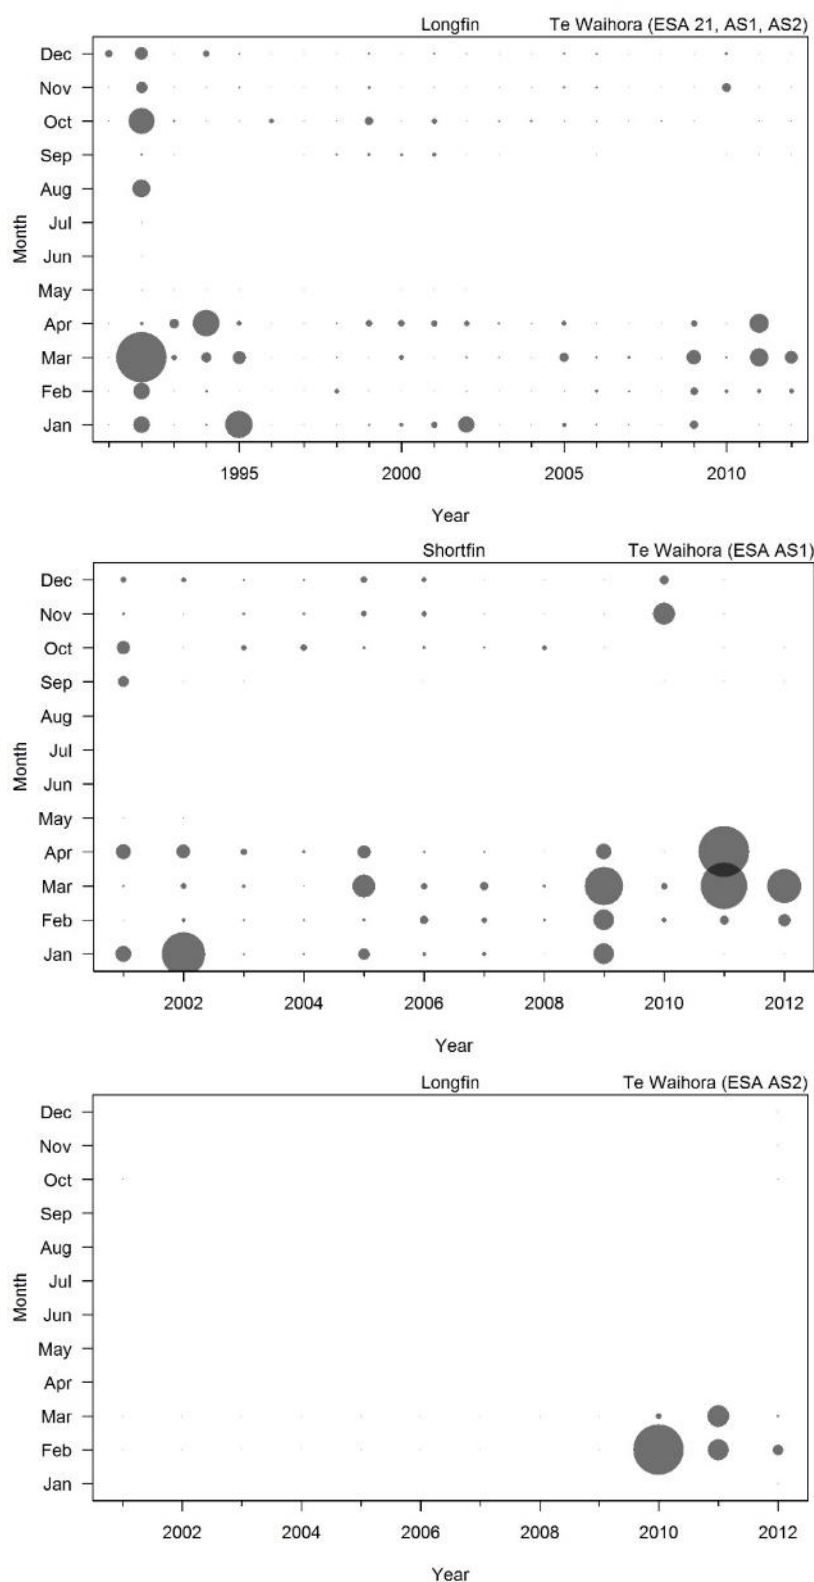 Longfin Te Waihora (ESA 21, AS1, AS2)
Dec
Nov
Oct
Sep
Aug
Jul
Jun
May
Apr
Mar
Feb
Jan
Month
1995 2000 2005 2010
Year
Shortfin Te Waihora (ESA AS1)
Dec
Nov
Oct
Sep
Aug
Jul
Jun
May
Apr
Mar
Feb
Jan
Month
2002 2004 2006 2008 2010 2012
Year
Longfin Te Waihora (ESA AS2)
Dec
Nov
Oct
Sep
Aug
Jul
Jun
May
Apr
Mar
Feb
Jan
Month
2002 2004 2006 2008 2010 2012
Year